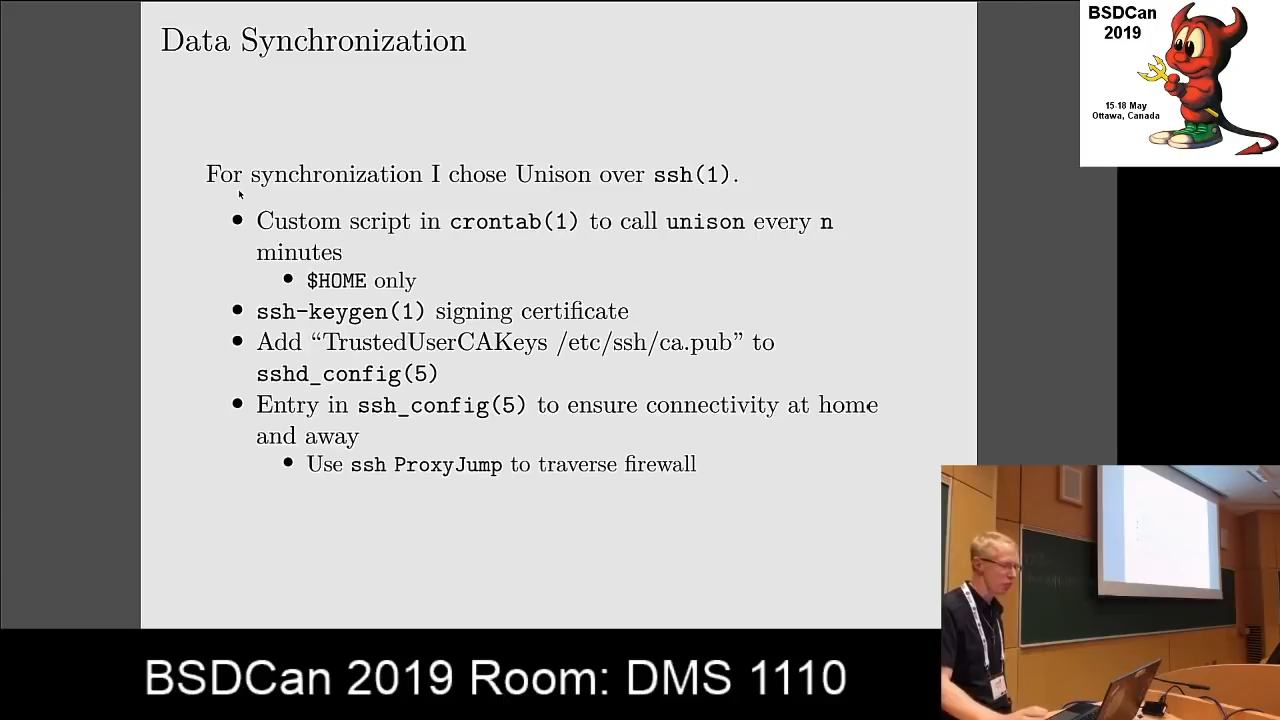 Data Synchronization
For synchronization I chose Unison over ssh(1).
• Custom script in crontab(1) to call unison every n
minutes
• $HOME only
• ssh-keygen(1) signing certificate
• Add “TrustedUserCAKeys /etc/ssh/ca.pub” to
sshd_config(5)
• Entry in ssh_config(5) to ensure connectivity at home
and away
• Use ssh ProxyJump to traverse firewall
BSDCan
2019
15-18 May
Ottawa, Canada
BSDCan 2019 Room: DMS 1110